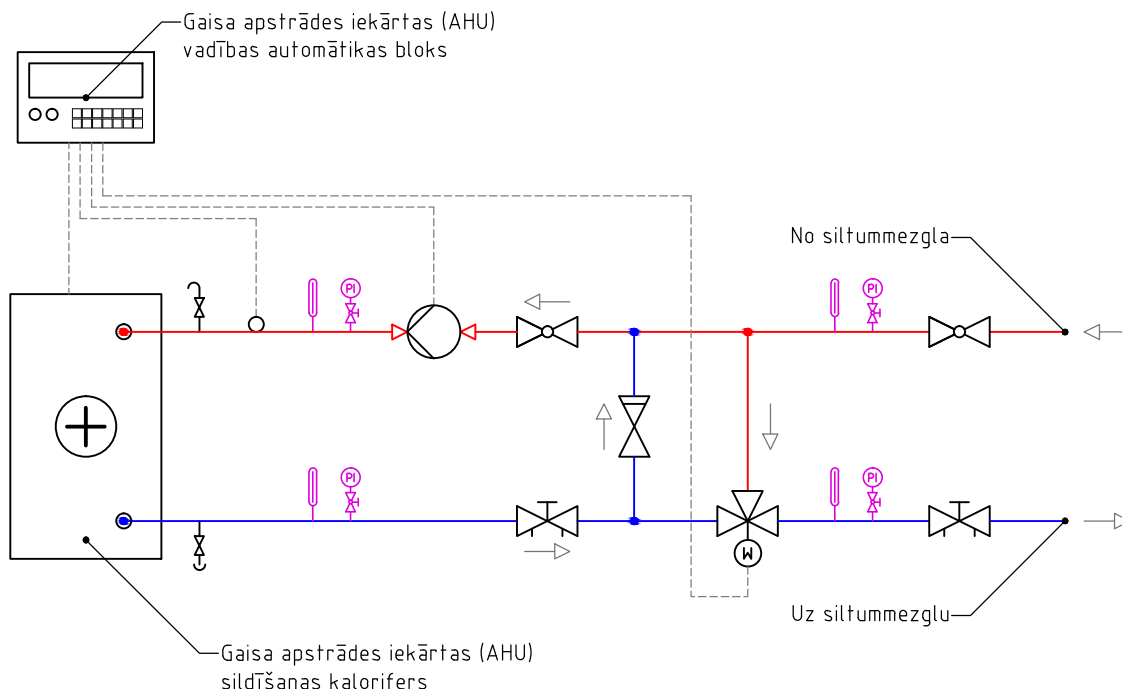 Gaisa apstrādes iekārtas (AHU)
vadības automātikas bloks
No siltummezgla
PI
PI
PI
PI
M
Uz siltummezglu
Gaisa apstrādes iekārtas (AHU)
sildīšanas kalorifers